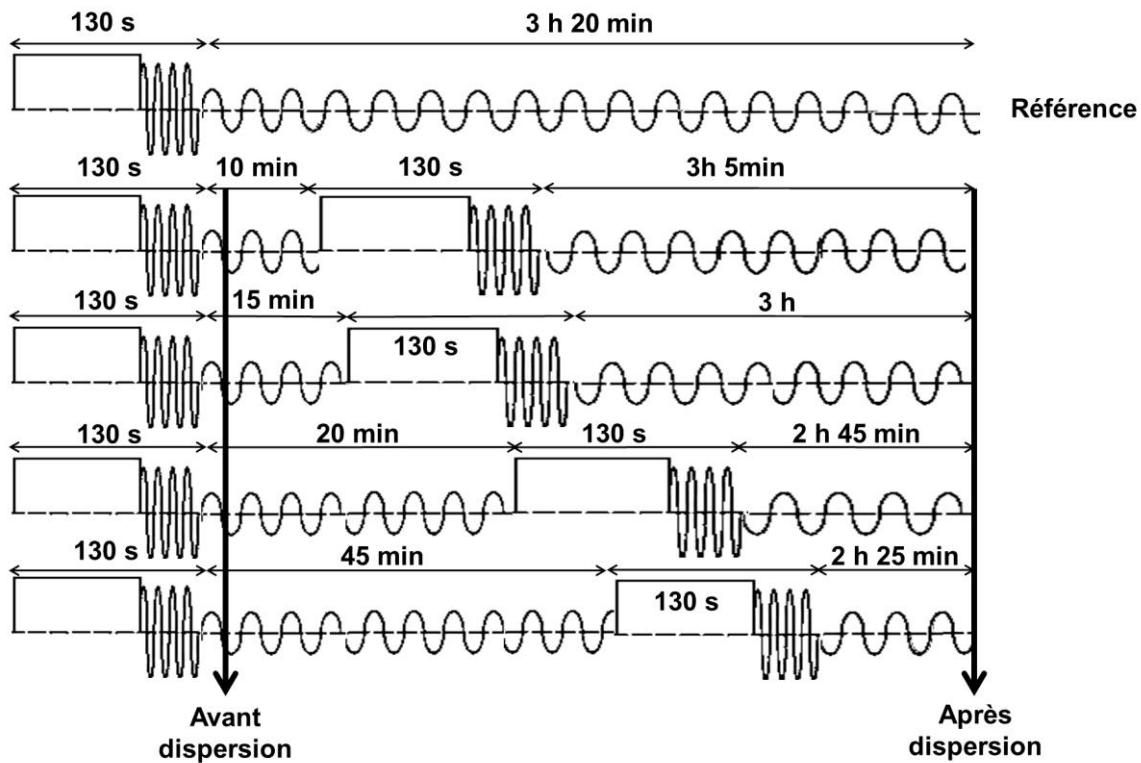 130 s 3 h 20 min
Référence
130 s 10 min 130 s 3h 5min
130 s 15 min 3 h
130 s
130 s 20 min 130 s 2 h 45 min
130 s 45 min 2 h 25 min
130 s
Avant
dispersion
Après
dispersion